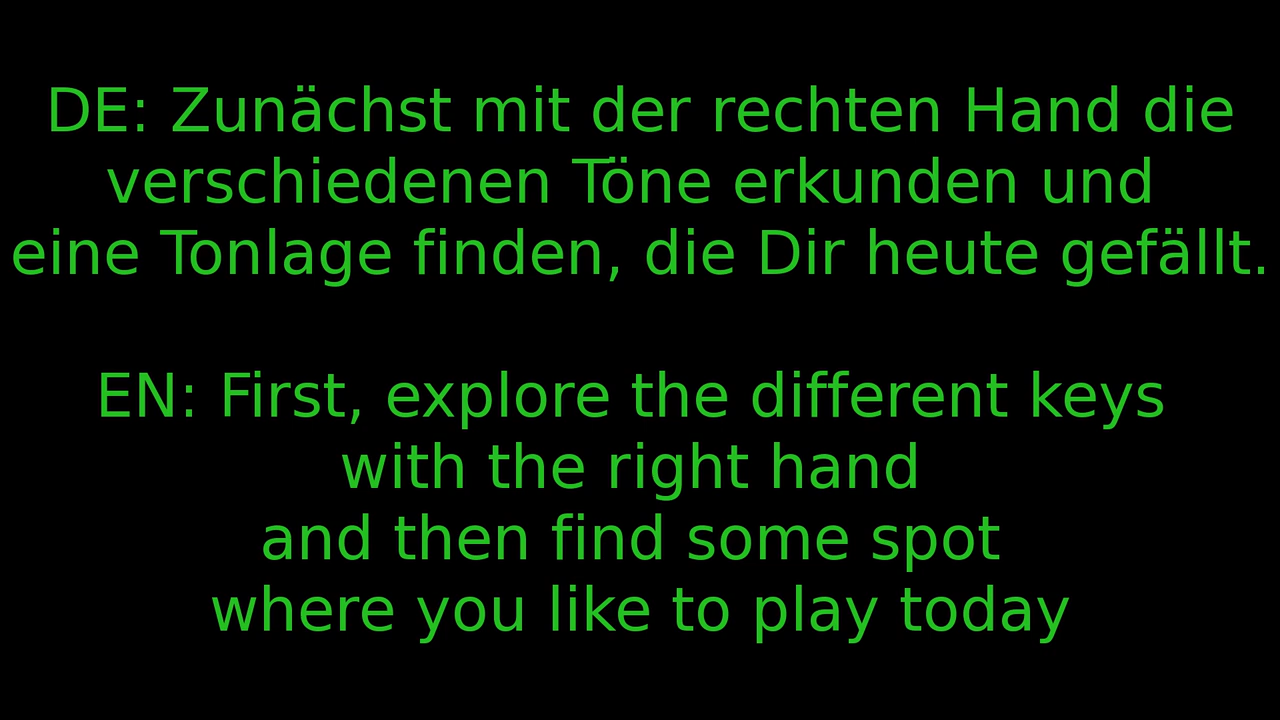 DE: Zunächst mit der rechten Hand die
verschiedenen Töne erkunden und
eine Tonlage finden, die Dir heute gefällt.
EN: First, explore the different keys
with the right hand
and then find some spot
where you like to play today